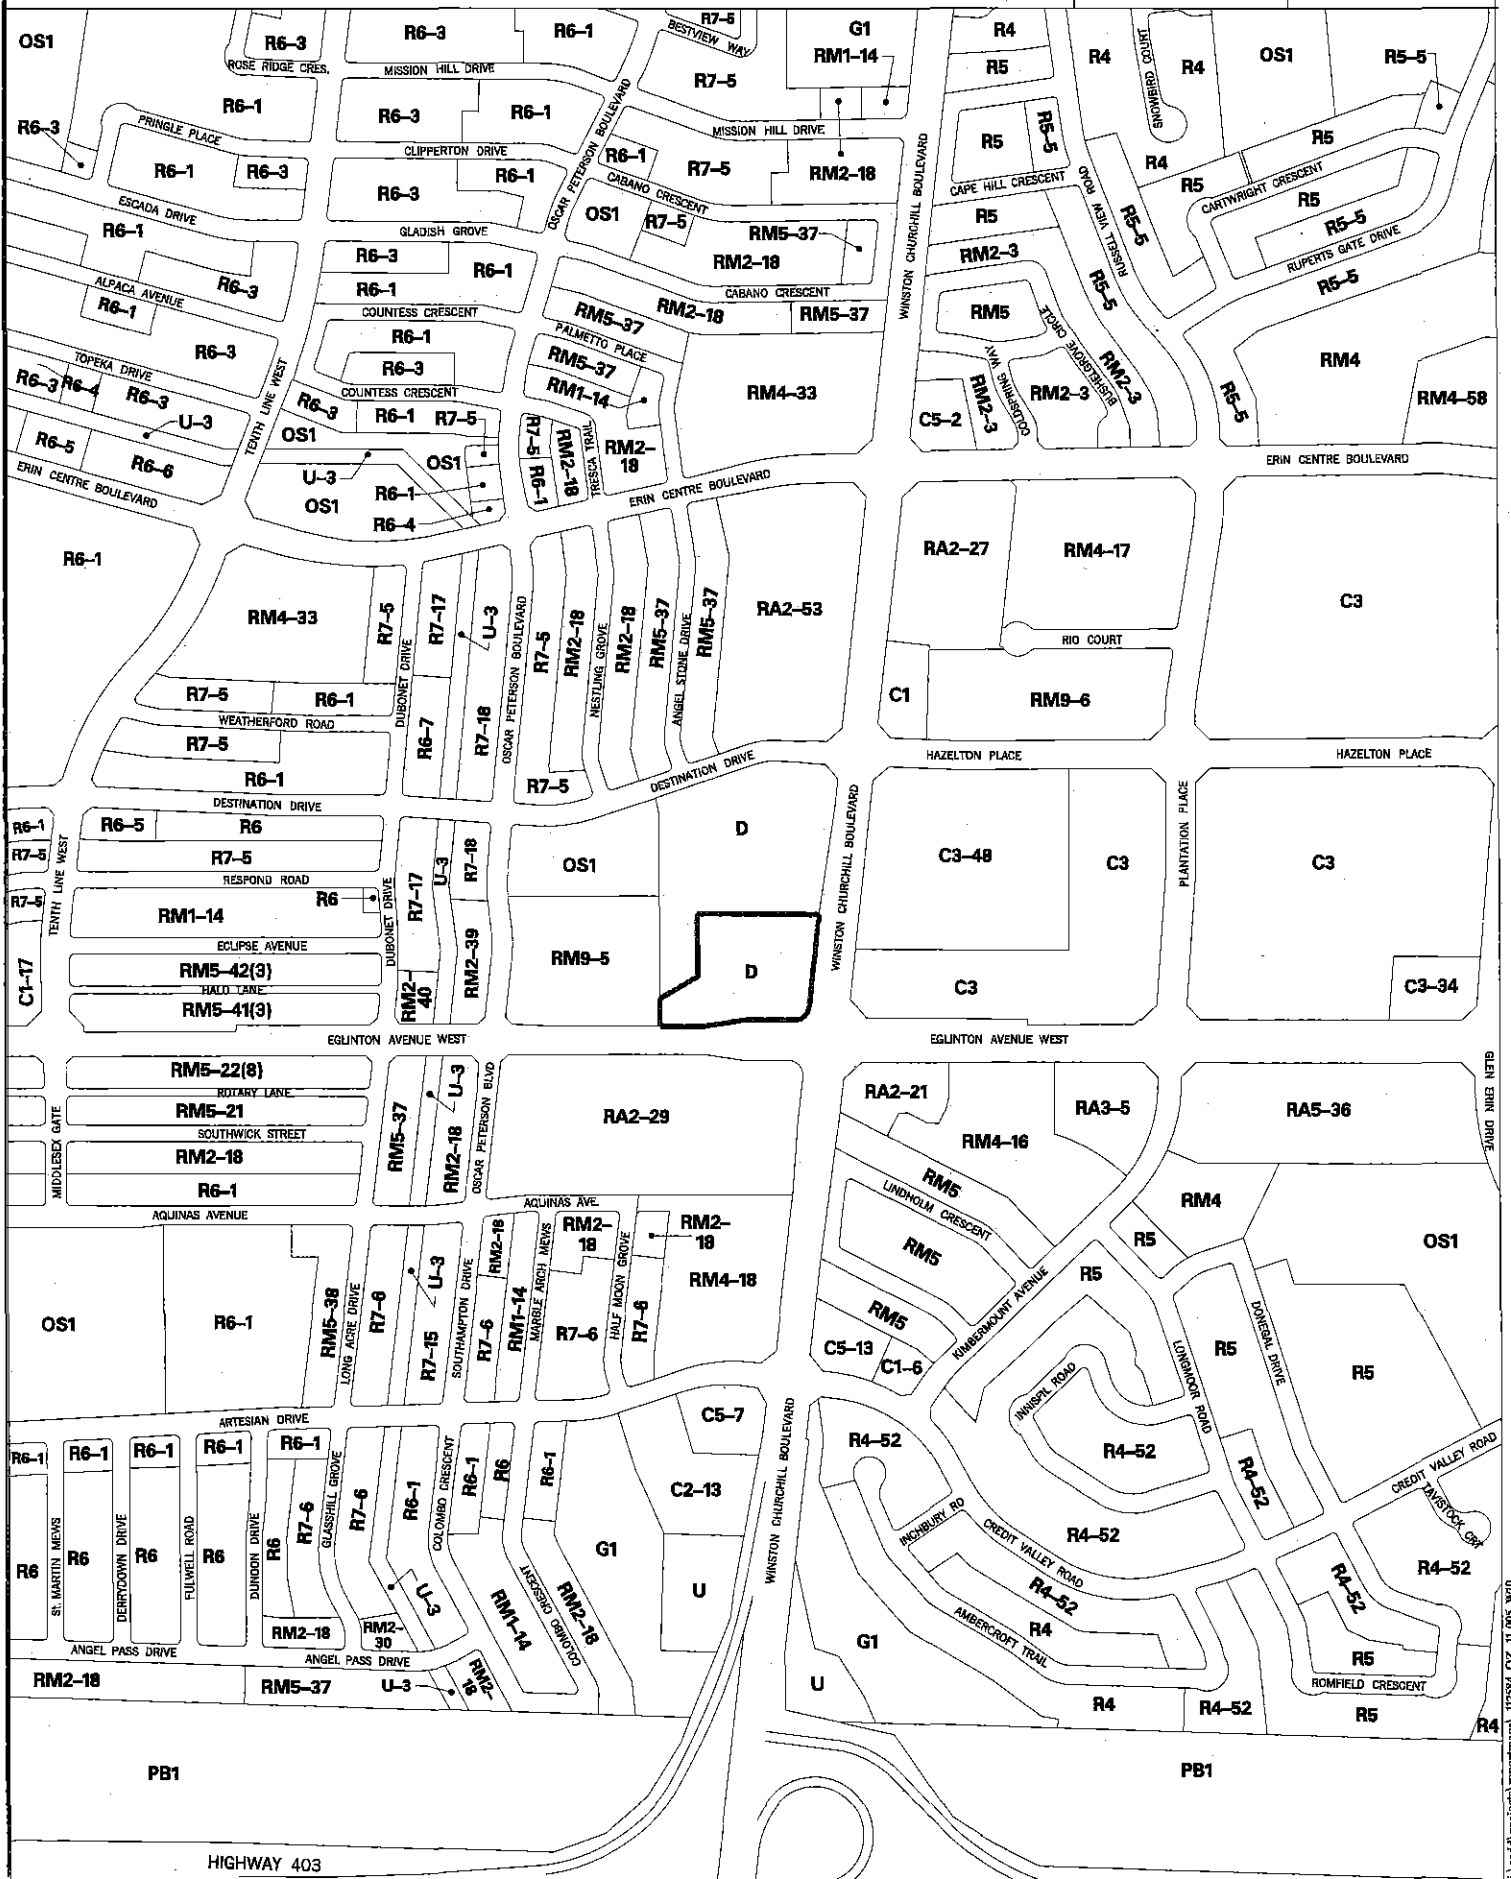 OS1
R6-3
R6-3
R6-1
R7-5
BESTVIEW WAY
G1
RM1-14
R4
R5
R4
SNOWBIRD COURT
R4
OS1
R5-5
ROSE RIDGE CRES.
MISSION HILL DRIVE
R7-5
R6-1
R6-3
R6-1
OSCAR PETERSON BOULEVARD
MISSION HILL DRIVE
R6-3
PRINGLE PLACE
R6-1
R6-3
CLIPPERTON DRIVE
R6-1
R6-3
R6-1
R7-5
CABANO CRESCENT
RM2-18
WINSTON CHURCHILL BOULEVARD
R5
R5-5
CAPE HILL CRESCENT
R4
R5
R5
CARTWRIGHT CRESCENT
R5
R5-5
RUPERTS GATE DRIVE
R5-5
ESCADA DRIVE
R6-1
GLADISH GROVE
OS1
R7-5
RM5-37
RM2-18
R5
RM2-3
RUSSELL VIEW ROAD
R5-5
R5-5
R6-3
R6-1
R6-1
R6-3
ALPACA AVENUE
R6-1
COUNTESS CRESCENT
CABANO CRESCENT
RM5-37
RM2-18
RM5-37
RM5
BUSHELGROVE CIRCLE
COLDSPRING WAY
RM2-3
RM4
RM4-58
R6-3
TOPEKA DRIVE
TENTH LINE WEST
R6-1
R6-3
PALMETTO PLACE
RM5-37
RM1-14
RM4-33
C5-2
RM2-3
RM2-3
R5-5
R6-3
R6-4
R6-3
U-3
COUNTESS CRESCENT
R6-3
R6-1
R7-5
OS1
OS1
R7-5
RM2-18
TRESCA TRAIL
RM2-
18
R6-5
R6-6
ERIN CENTRE BOULEVARD
U-3
OS1
R6-1
R6-4
R6-1
ERIN CENTRE BOULEVARD
ERIN CENTRE BOULEVARD
R6-1
RM4-33
R7-5
DUBONET DRIVE
R7-17
U-3
OSCAR PETERSON BOULEVARD
R7-5
RM2-18
NESTLING GROVE
RM2-18
RM5-37
ANGEL STONE DRIVE
RM5-37
RA2-53
RA2-27
RM4-17
C3
RIO COURT
C1
RM9-6
R7-5
R6-1
WEATHERFORD ROAD
R7-5
R6-1
R6-7
R7-18
R7-5
DESTINATION DRIVE
HAZELTON PLACE
HAZELTON PLACE
DESTINATION DRIVE
R6-1
R6-5
R6
R7-5
R7-5
RESPOND ROAD
R7-5
TENTH LINE WEST
RM1-14
R6
DUBONET DRIVE
R7-17
U-3
R7-18
OS1
D
WINSTON CHURCHILL BOULEVARD
C3-48
C3
PLANTATION PLACE
C3
ECLIPSE AVENUE
C1-17
RM5-42(3)
HALO LANE
RM5-41(3)
RM2-
40
RM2-39
RM9-5
D
C3
C3-34
EGLINTON AVENUE WEST
EGLINTON AVENUE WEST
GLEN ERIN DRIVE
RM5-22(8)
ROTARY LANE
RM5-21
SOUTHWICK STREET
RM2-18
R6-1
MIDDLESEX GATE
AQUINAS AVENUE
RM5-37
U-3
RM2-18
OSCAR PETERSON BLVD
RA2-29
AQUINAS AVE.
RA2-21
RM4-16
RA3-5
RA5-36
RM5
LINDHOLM CRESCENT
RM5
RM4
R5
OS1
OS1
R6-1
RM5-38
LONG ACRE DRIVE
R7-6
U-3
R7-15
SOUTHAMPTON DRIVE
RM2-18
R7-6
RM1-14
MARBLE ARCH MEWS
RM2-
18
R7-6
HALF MOON GROVE
R7-6
RM2-
18
RM4-18
RM5
C5-13
C1-6
KIMBERMOUNT AVENUE
R5
LONGMOOR ROAD
R5
DONEGAL DRIVE
R5
ARTESIAN DRIVE
C5-7
WINSTON CHURCHILL BOULEVARD
INNISFIL ROAD
R4-52
R4-52
R4-52
CREDIT VALLEY ROAD
TAVISTOCK CRT
R6-1
R6-1
R6-1
R6-1
R6-1
GLASSHILL GROVE
R7-6
R6-1
COLOMBO CRESCENT
R6-1
R6
R6-1
C2-13
R6
St. MARTIN MEWS
R6
DERRYDOWN DRIVE
R6
FULWELL ROAD
R6
DUNOON DRIVE
R6
R7-6
U-3
RM1-14
COLOMBO CRESCENT
RM2-18
G1
U
INCHBURY RD
CREDIT VALLEY ROAD
R4-52
R4-52
R4
AMBERCROFT TRAIL
R4-52
R4-52
R5
ROMFIELD CRESCENT
RM2-18
RM2-
30
ANGEL PASS DRIVE
ANGEL PASS DRIVE
RM2-18
RM5-37
U-3
RM2-
18
G1
U
R4
R4-52
R5
R4
PB1
PB1
HIGHWAY 403